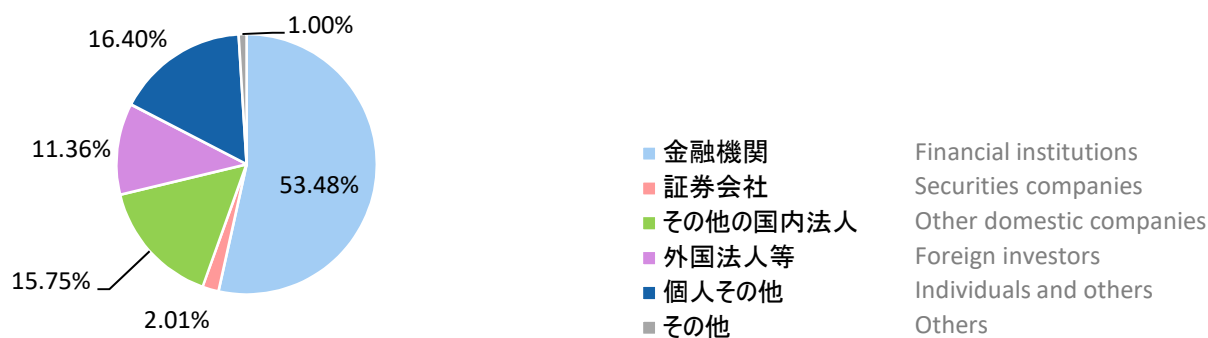 1.00%
16.40%
11.36%
53.48%
15.75%
2.01%
金融機関 Financial institutions
証券会社 Securities companies
その他の国内法人 Other domestic companies
外国法人等 Foreign investors
個人その他 Individuals and others
その他 Others